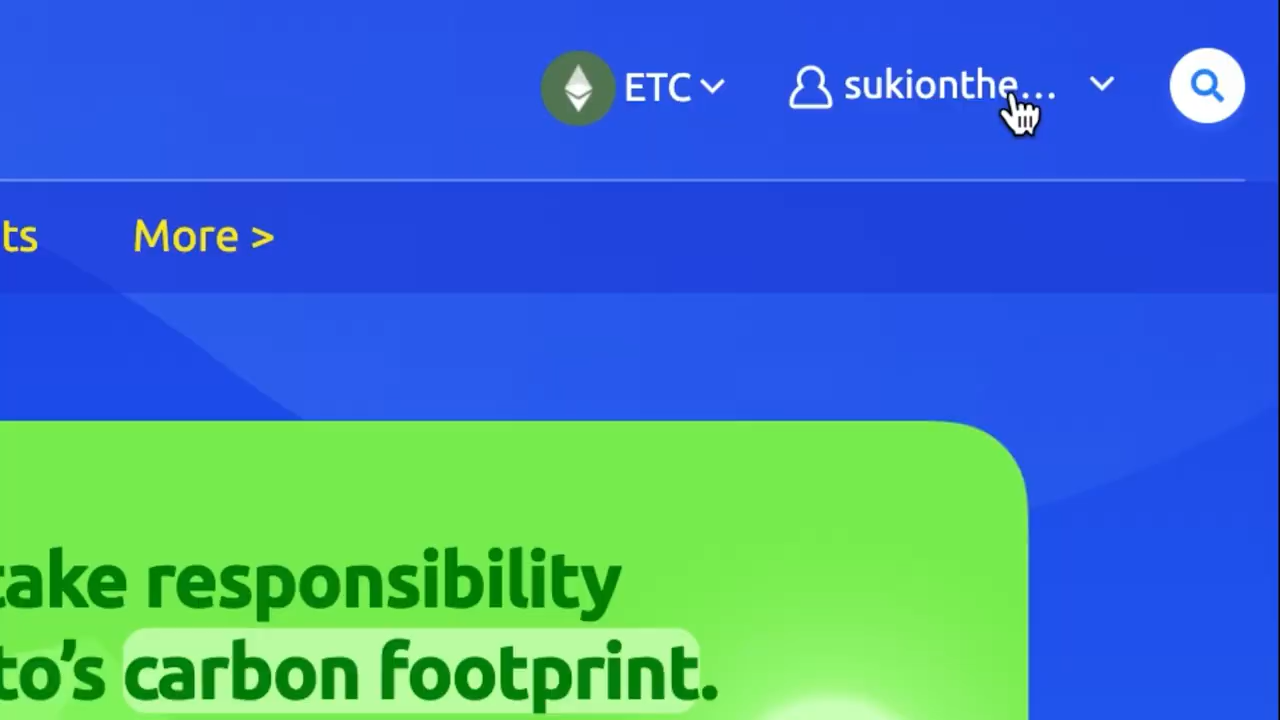 ETC
sukionthe...
ts
More >
take responsibility
to's carbon footprint.